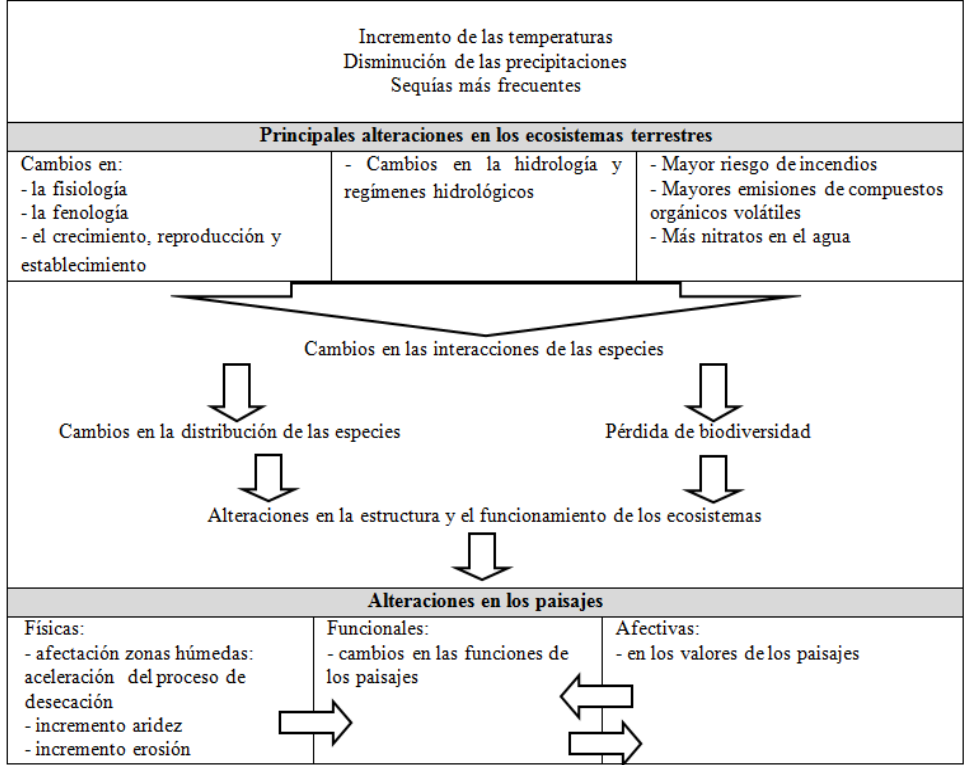 Incremento de las temperaturas
Disminución de las precipitaciones
Sequías más frecuentes
Principales alteraciones en los ecosistemas terrestres
Cambios en:
- la fisiología
- la fenología
- el crecimiento, reproducción y
establecimiento
- Cambios en la hidrología y
regímenes hidrológicos
- Mayor riesgo de incendios
- Mayores emisiones de compuestos
orgánicos volátiles
- Más nitratos en el agua
Cambios en las interacciones de las especies
Cambios en la distribución de las especies
Pérdida de biodiversidad
Alteraciones en la estructura y el funcionamiento de los ecosistemas
Alteraciones en los paisajes
Físicas:
- afectación zonas húmedas:
aceleración del proceso de
desecación
- incremento aridez
- incremento erosión
Funcionales:
- cambios en las funciones de
los paisajes
Afectivas:
- en los valores de los paisajes